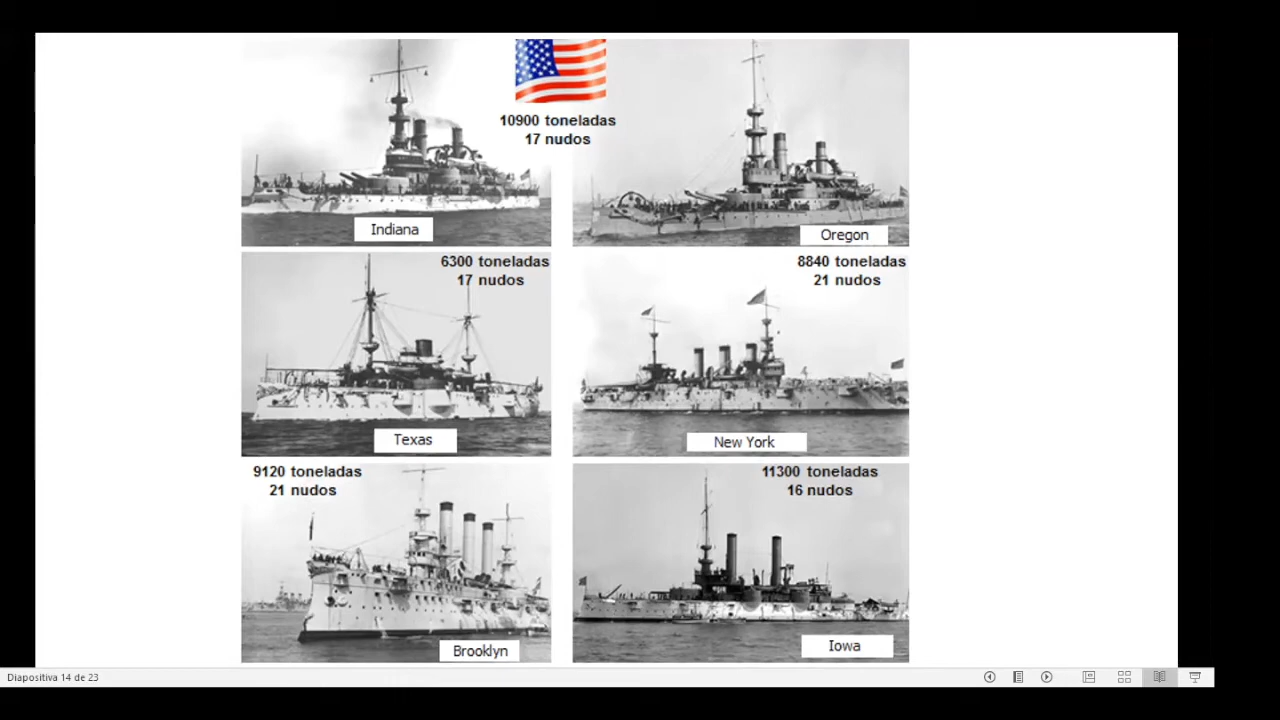 10900 toneladas
17 nudos
Indiana
Oregon
6300 toneladas
17 nudos
8840 toneladas
21 nudos
Texas
New York
9120 toneladas
21 nudos
11300 toneladas
16 nudos
Brooklyn
Iowa
Diapositiva 14 de 23